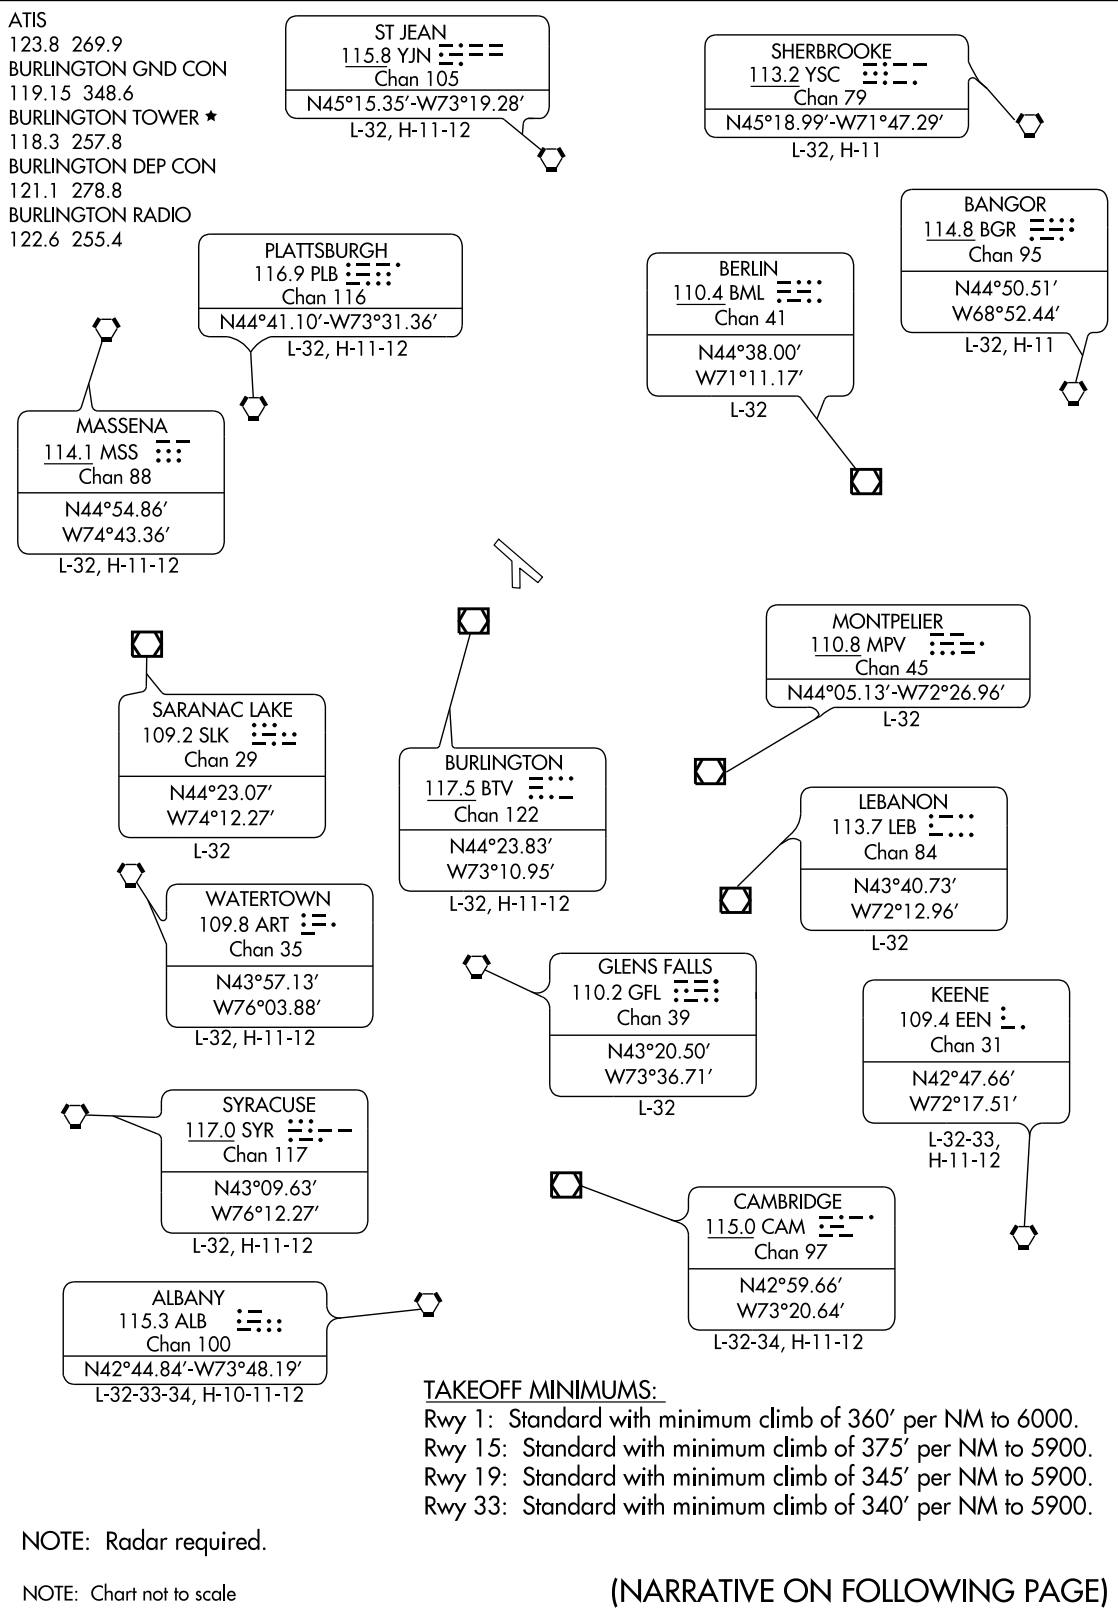 ATIS
123.8 269.9
BURLINGTON GND CON
119.15 348.6
BURLINGTON TOWER ★
118.3 257.8
BURLINGTON DEP CON
121.1 278.8
BURLINGTON RADIO
122.6 255.4
ST JEAN
115.8 YJN
Chan 105
N45°15.35′-W73°19.28′
L-32, H-11-12
SHERBROOKE
113.2 YSC
Chan 79
N45°18.99′-W71°47.29′
L-32, H-11
BANGOR
114.8 BGR
Chan 95
N44°50.51′
W68°52.44′
L-32, H-11
PLATTSBURGH
116.9 PLB
Chan 116
N44°41.10′-W73°31.36′
L-32, H-11-12
BERLIN
110.4 BML
Chan 41
N44°38.00′
W71°11.17′
L-32
MASSENA
114.1 MSS
Chan 88
N44°54.86′
W74°43.36′
L-32, H-11-12
MONTPELIER
110.8 MPV
Chan 45
N44°05.13′-W72°26.96′
L-32
SARANAC LAKE
109.2 SLK
Chan 29
N44°23.07′
W74°12.27′
L-32
BURLINGTON
117.5 BTV
Chan 122
N44°23.83′
W73°10.95′
L-32, H-11-12
LEBANON
113.7 LEB
Chan 84
N43°40.73′
W72°12.96′
L-32
WATERTOWN
109.8 ART
Chan 35
N43°57.13′
W76°03.88′
L-32, H-11-12
GLENS FALLS
110.2 GFL
Chan 39
N43°20.50′
W73°36.71′
L-32
KEENE
109.4 EEN
Chan 31
N42°47.66′
W72°17.51′
L-32-33,
H-11-12
SYRACUSE
117.0 SYR
Chan 117
N43°09.63′
W76°12.27′
L-32, H-11-12
CAMBRIDGE
115.0 CAM
Chan 97
N42°59.66′
W73°20.64′
L-32-34, H-11-12
ALBANY
115.3 ALB
Chan 100
N42°44.84′-W73°48.19′
L-32-33-34, H-10-11-12
TAKEOFF MINIMUMS:
Rwy 1: Standard with minimum climb of 360′ per NM to 6000.
Rwy 15: Standard with minimum climb of 375′ per NM to 5900.
Rwy 19: Standard with minimum climb of 345′ per NM to 5900.
Rwy 33: Standard with minimum climb of 340′ per NM to 5900.
NOTE: Radar required.
NOTE: Chart not to scale
(NARRATIVE ON FOLLOWING PAGE)